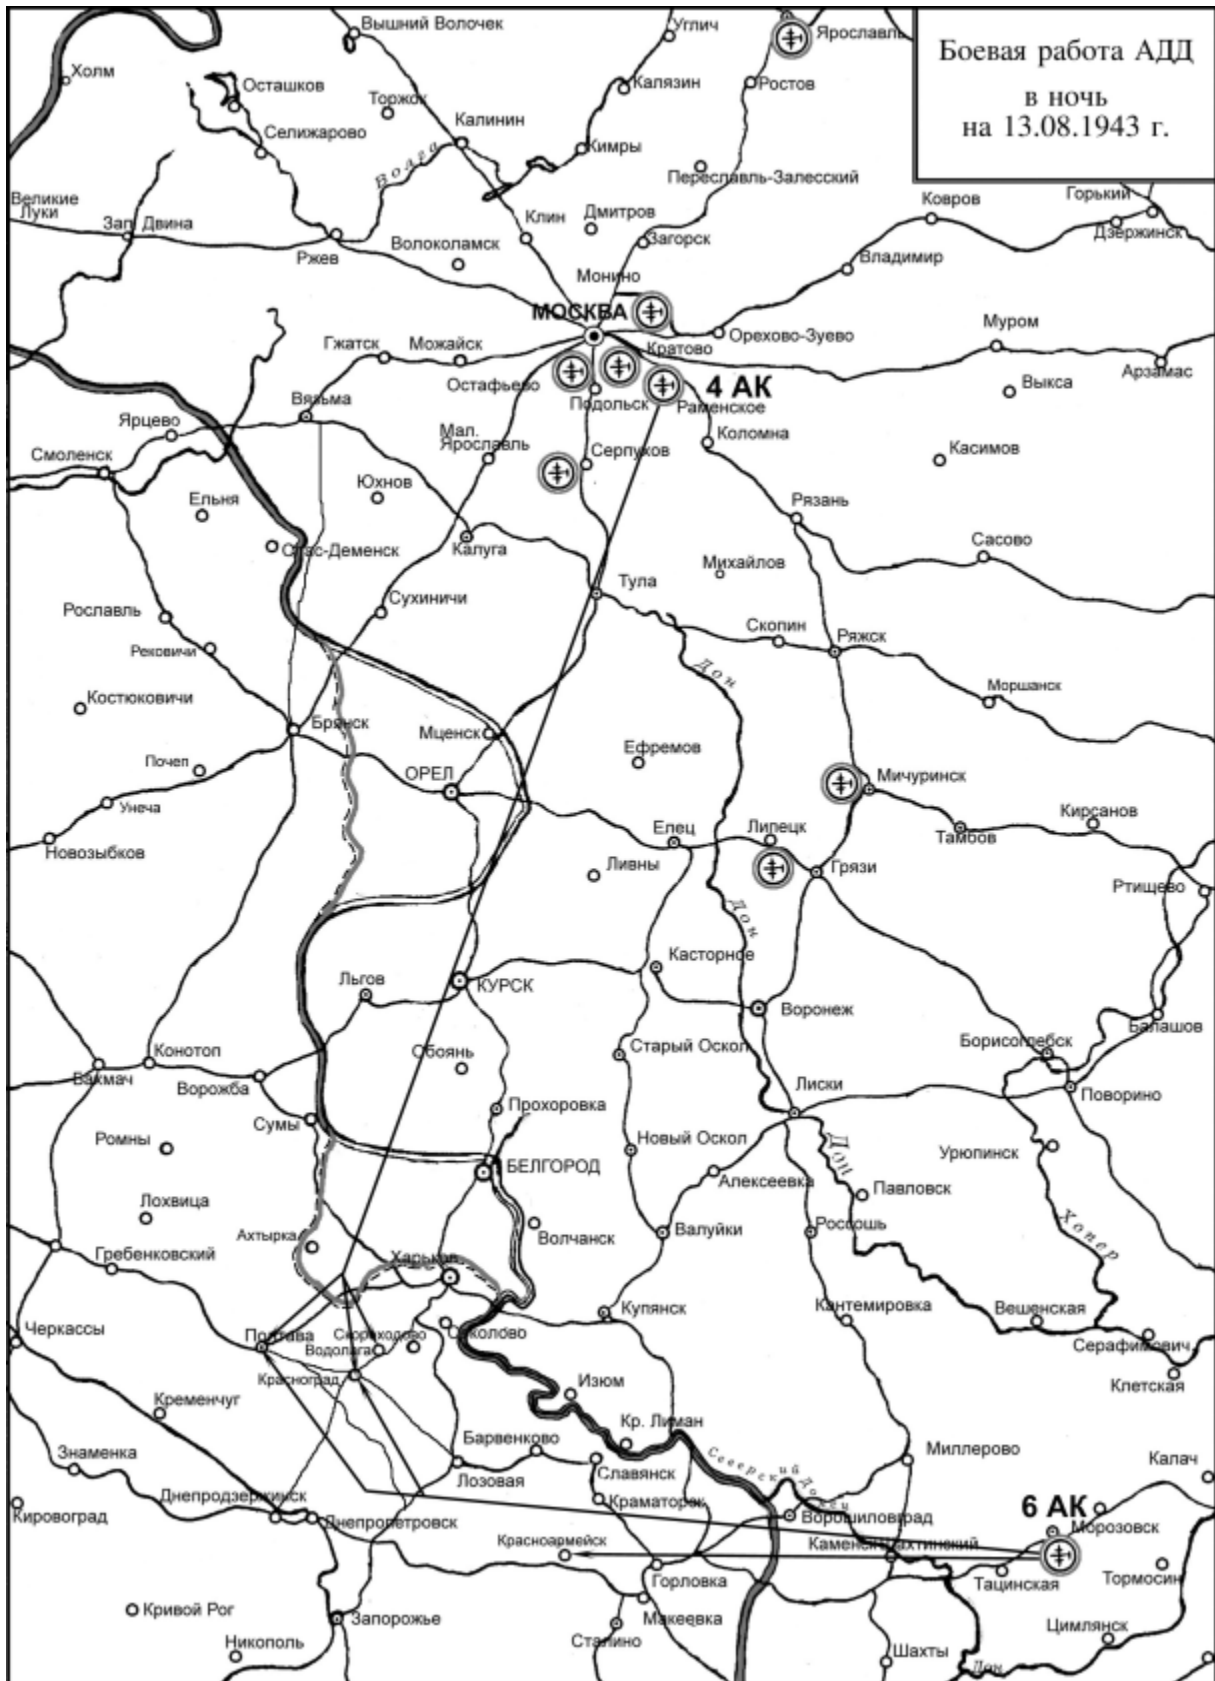 Боевая работа АДД
в ночь
на 13.08.1943 г.
Вышний Волочек
Углич
Ярославль
Холм
Осташков
Торжок
Калязин
Ростов
Селижарово
Калинин
Кимры
Волга
Переславль-Залесский
Великие
Луки
Зап. Двина
Ржев
Волоколамск
Клин
Дмитров
Загорск
Ковров
Горький
Дзержинск
Владимир
Монино
МОСКВА
Орехово-Зуево
Муром
Арзамас
Гжатск
Можайск
Кратово
Остафьево
Подольск
Раменское
4 АК
Выкса
Вязьма
Ярцево
Мал.
Ярославль
Серпухов
Коломна
Касимов
Смоленск
Юхнов
Ельня
Рязань
Спас-Деменск
Калуга
Сасово
Михайлов
Тула
Рославль
Сухиничи
Скопин
Ряжск
Рековичи
Дон
Костюковичи
Моршанск
Брянск
Мценск
Ефремов
Почеп
ОРЕЛ
Мичуринск
Унеча
Кирсанов
Новозыбков
Елец
Липецк
Тамбов
Ливны
Грязи
Ртищево
Дон
Касторное
Льгов
КУРСК
Воронеж
Балашов
Конотоп
Обоянь
Старый Оскол
Борисоглебск
Бахмач
Ворожба
Лиски
Поворино
Сумы
Прохоровка
Ромны
Новый Оскол
Дон
Урюпинск
БЕЛГОРОД
Алексеевка
Павловск
Лохвица
Хопер
Ахтырка
Волчанск
Валуйки
Россошь
Гребенковский
Харьков
Купянск
Кантемировка
Вешенская
Черкассы
Полтава
Скороходово
Водолага
Соколово
Серафимович
Красноград
Изюм
Клетская
Кременчуг
Кр. Лиман
Барвенково
Миллерово
Знаменка
Лозовая
Славянск
Северский Донец
Калач
Днепродзержинск
Краматорск
6 АК
Кировоград
Днепропетровск
Ворошиловград
Морозовск
Красноармейск
Каменск-Шахтинский
Горловка
Тацинская
Тормосин
Кривой Рог
Запорожье
Макеевка
Сталино
Цимлянск
Никополь
Шахты
Дон